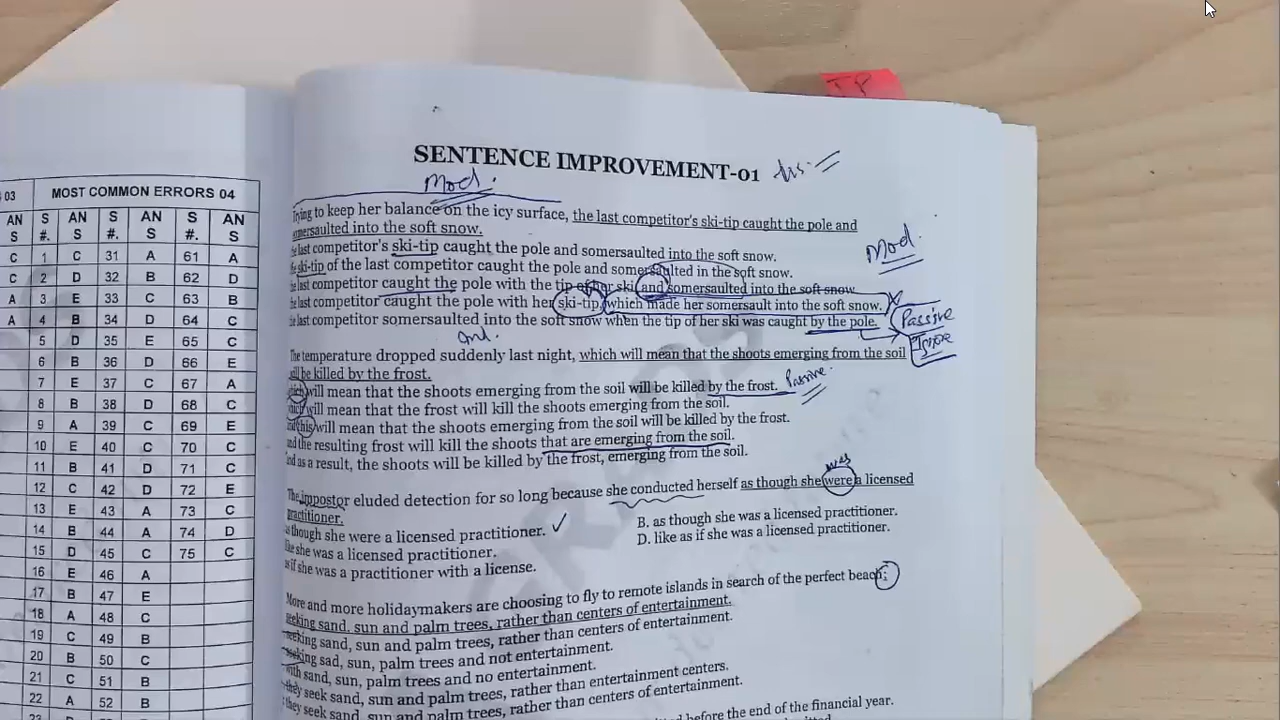 IP
SENTENCE IMPROVEMENT-01
Mod.
Trying to keep her balance on the icy surface, the last competitor's ski-tip caught the pole and
somersaulted into the soft snow.
last competitor's ski-tip caught the pole and somersaulted into the soft snow.
ski-tip of the last competitor caught the pole and somersaulted in the soft snow.
last competitor caught the pole with the tip of her ski and somersaulted into the soft snow
last competitor caught the pole with her ski-tip, which made her somersault into the soft snow.
last competitor somersaulted into the soft snow when the tip of her ski was caught by the pole.
Mod.
Passive
The temperature dropped suddenly last night, which will mean that the shoots emerging from the soil
will be killed by the frost.
which will mean that the shoots emerging from the soil will be killed by the frost.
Passive.
which will mean that the frost will kill the shoots emerging from the soil.
and this will mean that the shoots emerging from the soil will be killed by the frost.
and the resulting frost will kill the shoots that are emerging from the soil.
and as a result, the shoots will be killed by the frost, emerging from the soil.
was
The impostor eluded detection for so long because she conducted herself as though she were a licensed
practitioner.
as though she were a licensed practitioner.
B. as though she was a licensed practitioner.
like she was a licensed practitioner.
D. like as if she was a licensed practitioner.
as if she was a practitioner with a license.
More and more holidaymakers are choosing to fly to remote islands in search of the perfect beach;
seeking sand, sun and palm trees, rather than centers of entertainment.
seeking sand, sun and palm trees, rather than centers of entertainment.
seeking sad, sun, palm trees and not entertainment.
with sand, sun, palm trees and no entertainment.
they seek sand, sun and palm trees, rather than entertainment centers.
they seek sand, sun and palm trees, rather than centers of entertainment.
before the end of the financial year.
03 MOST COMMON ERRORS 04
AN S S #. AN S S #. AN S S #. AN S
C 1 C 31 A 61 A
C 2 D 32 B 62 D
A 3 E 33 C 63 B
A 4 B 34 D 64 C
5 D 35 E 65 C
6 B 36 D 66 E
7 E 37 C 67 A
8 B 38 D 68 C
9 A 39 C 69 E
10 E 40 C 70 C
11 B 41 D 71 C
12 C 42 D 72 E
13 E 43 A 73 C
14 B 44 A 74 D
15 D 45 C 75 C
16 E 46 A
17 B 47 E
18 A 48 C
19 C 49 B
20 B 50 C
21 C 51 B
22 A 52 B